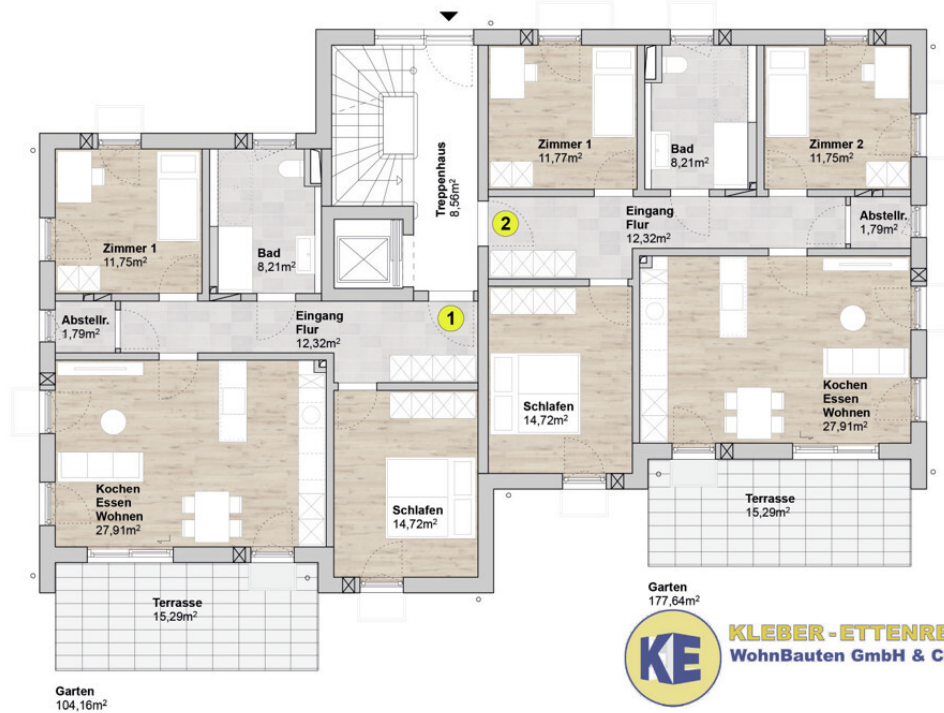 Zimmer 1
11,77m²
Bad
8,21m²
Zimmer 2
11,75m²
Treppenhaus
8,56m²
2
Eingang
Flur
12,32m²
Abstellr.
1,79m²
Zimmer 1
11,75m²
Bad
8,21m²
Abstellr.
1,79m²
Eingang
Flur
12,32m²
1
Schlafen
14,72m²
Kochen
Essen
Wohnen
27,91m²
Kochen
Essen
Wohnen
27,91m²
Schlafen
14,72m²
Terrasse
15,29m²
Terrasse
15,29m²
Garten
177,64m²
Garten
104,16m²
KE
KLEBER-ETTENRE
WohnBauten GmbH & C